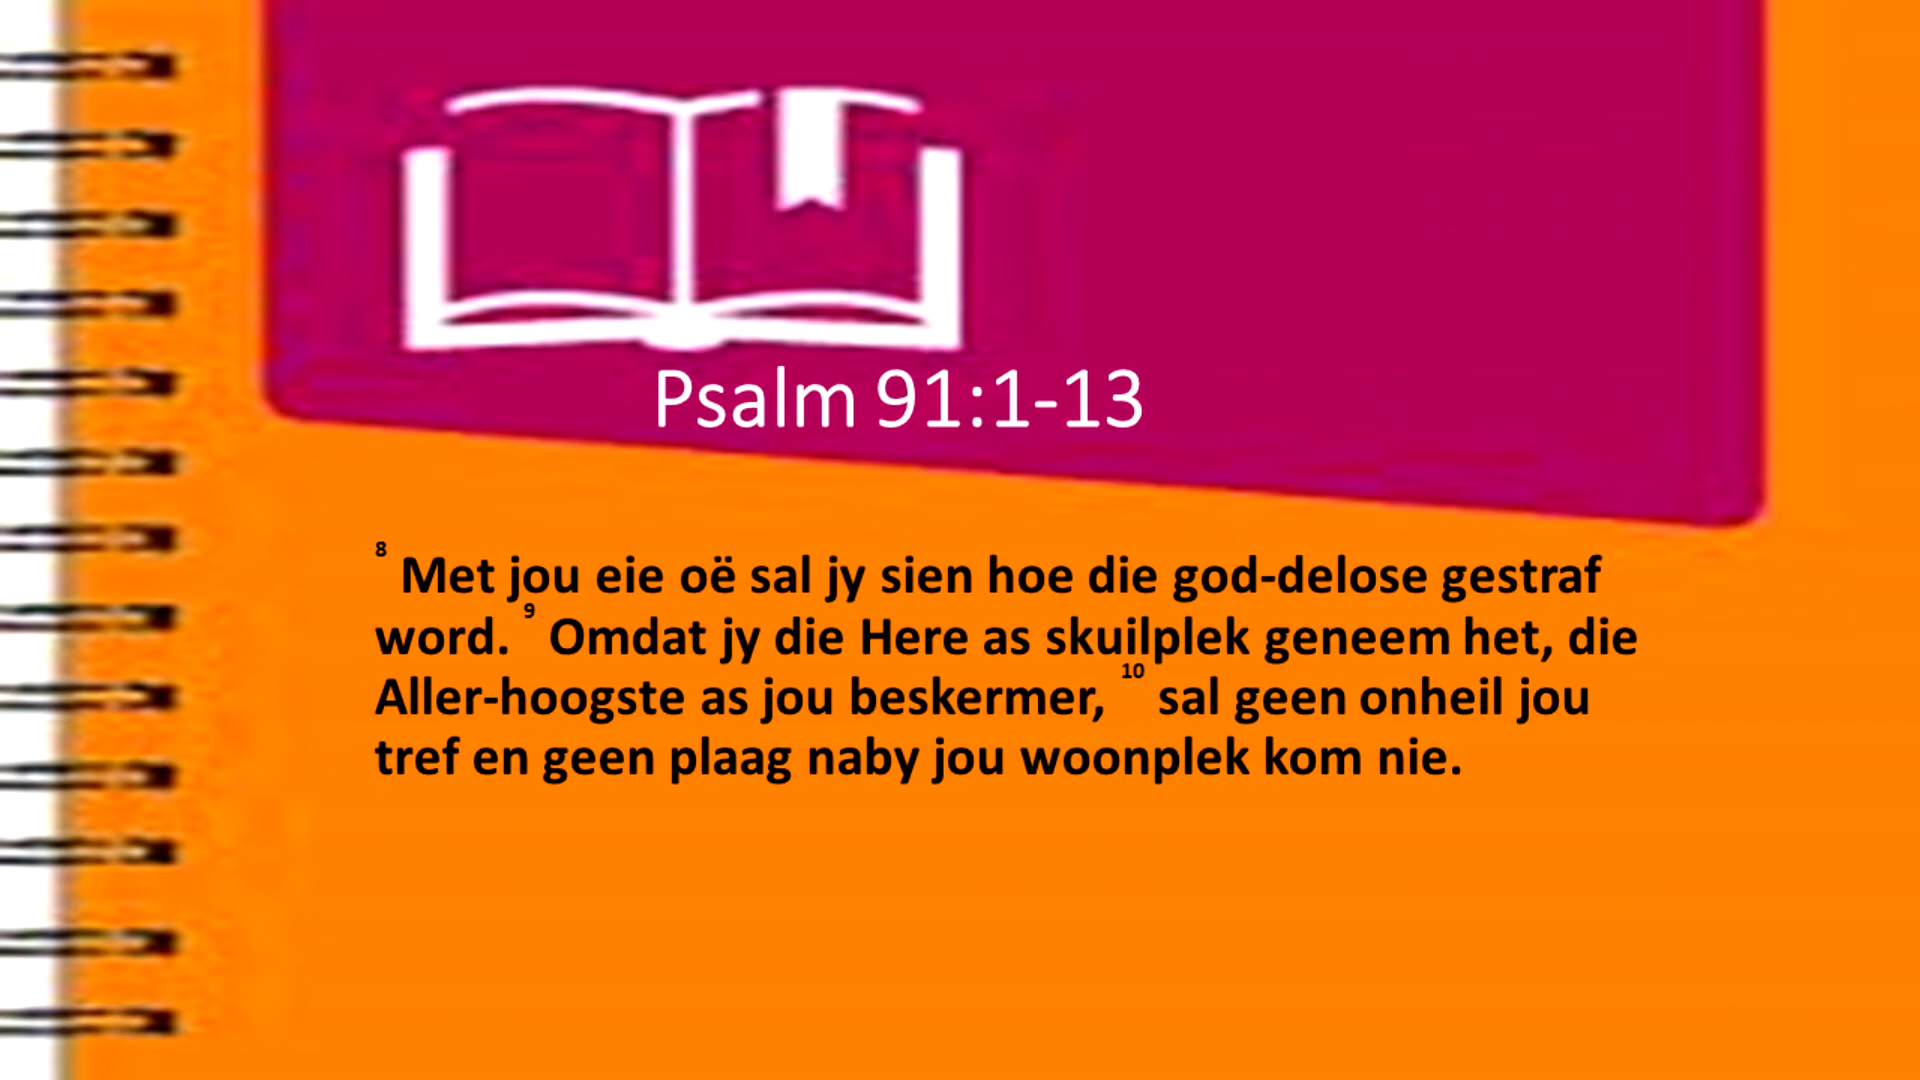 Psalm 91:1-13
8 Met jou eie oë sal jy sien hoe die god-delose gestraf
word. 9 Omdat jy die Here as skuilplek geneem het, die
Aller-hoogste as jou beskermer, 10 sal geen onheil jou
tref en geen plaag naby jou woonplek kom nie.